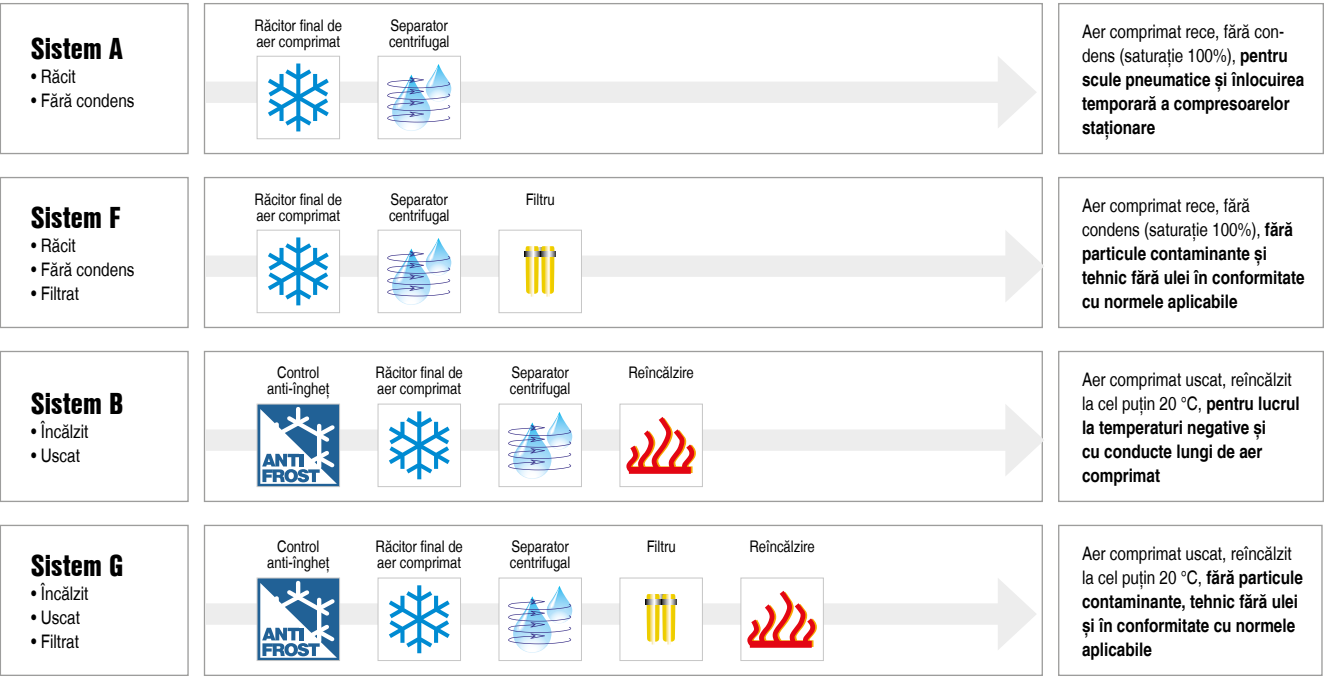 Sistem A
• Răcit
• Fără condens
Răcitor final de
aer comprimat
Separator
centrifugal
Aer comprimat rece, fără con-
dens (saturație 100%), pentru
scule pneumatice și înlocuirea
temporară a compresoarelor
staționare
Sistem F
• Răcit
• Fără condens
• Filtrat
Răcitor final de
aer comprimat
Separator
centrifugal
Filtru
Aer comprimat rece, fără
condens (saturație 100%), fără
particule contaminante și
tehnic fără ulei în conformitate
cu normele aplicabile
Sistem B
• Încălzit
• Uscat
Control
anti-îngheț
ANTI
FROST
Răcitor final de
aer comprimat
Separator
centrifugal
Reîncălzire
Aer comprimat uscat, reîncălzit
la cel puțin 20 °C, pentru lucrul
la temperaturi negative și
cu conducte lungi de aer
comprimat
Sistem G
• Încălzit
• Uscat
• Filtrat
Control
anti-îngheț
ANTI
FROST
Răcitor final de
aer comprimat
Separator
centrifugal
Filtru
Reîncălzire
Aer comprimat uscat, reîncălzit
la cel puțin 20 °C, fără particule
contaminante, tehnic fără ulei
și în conformitate cu normele
aplicabile